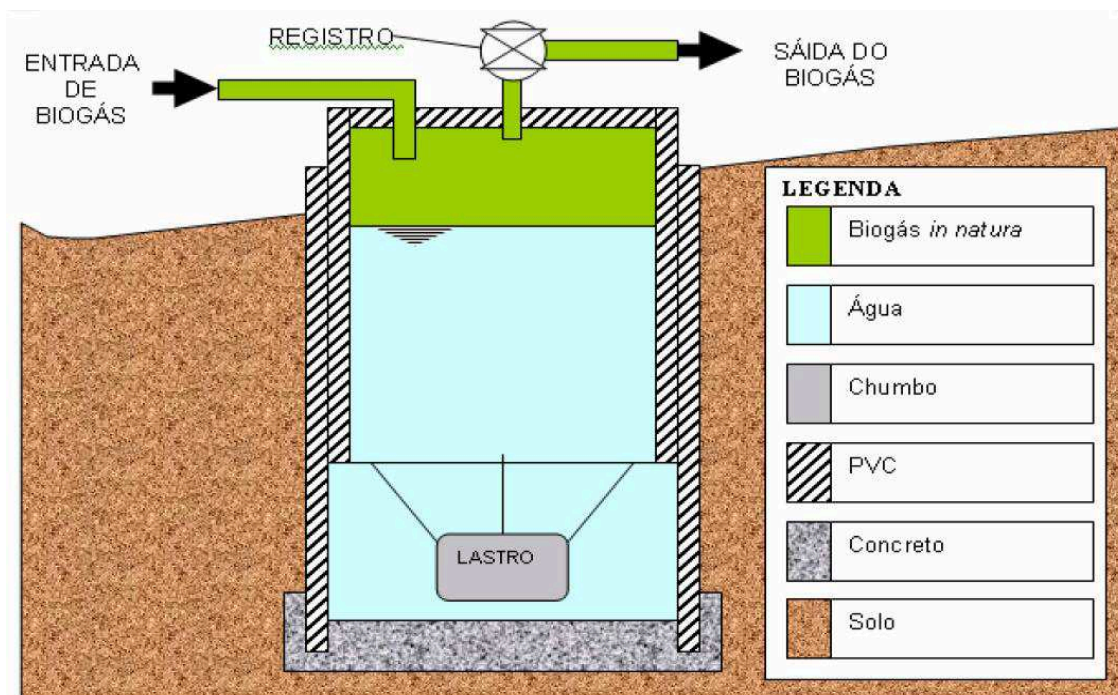 REGISTRO
ENTRADA
DE
BIOGÁS
SÁIDA DO
BIOGÁS
LEGENDA
Biogás in natura
Água
Chumbo
PVC
Concreto
Solo
LASTRO